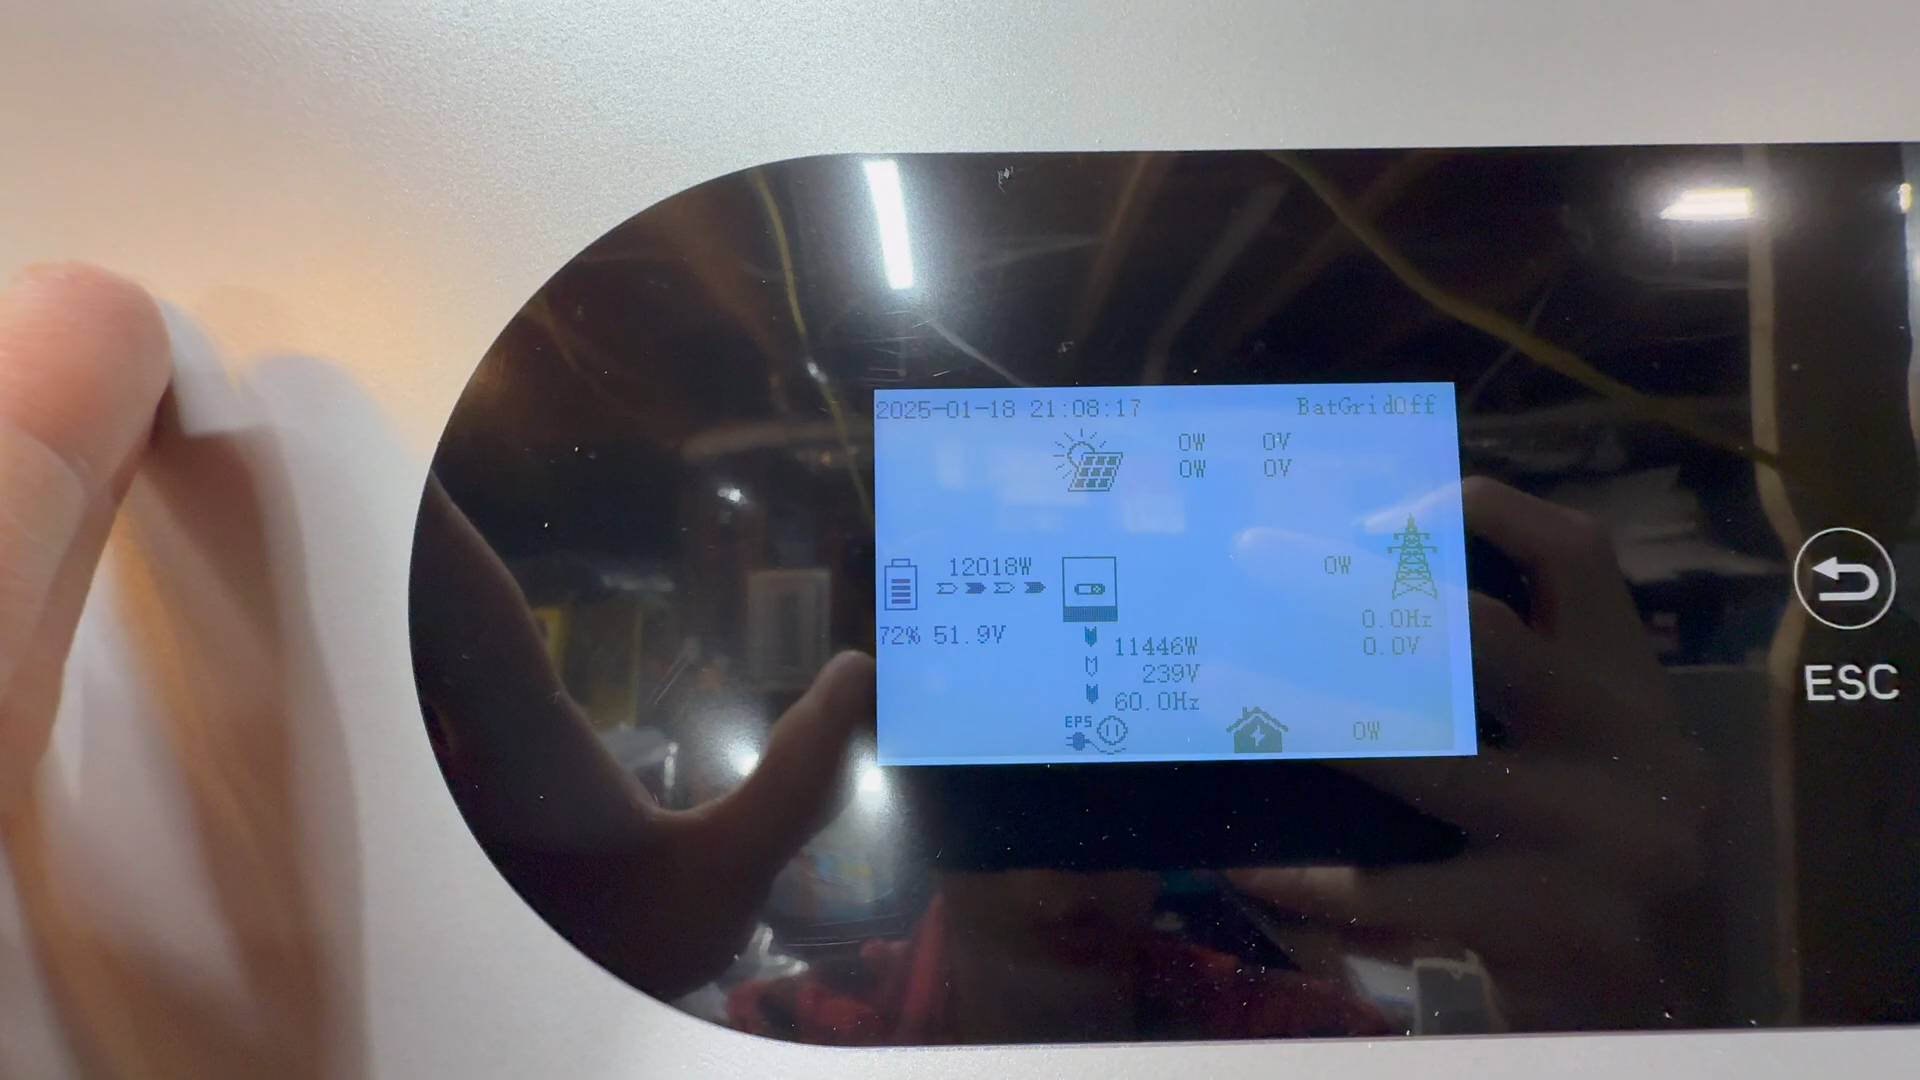 2025-01-18 21:08:17 BatGridOff
0W 0V
0W 0V
12018W
0W
72% 51.9V
0.0Hz
0.0V
11446W
239V
60.0Hz
EPS
0W
ESC